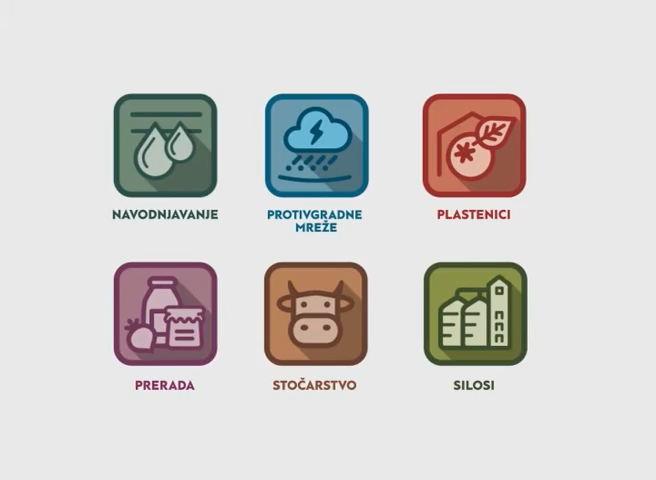 NAVODNJAVANJE
PROTIVGRADNE
MREŽE
PLASTENICI
PRERADA
STOČARSTVO
SILOSI